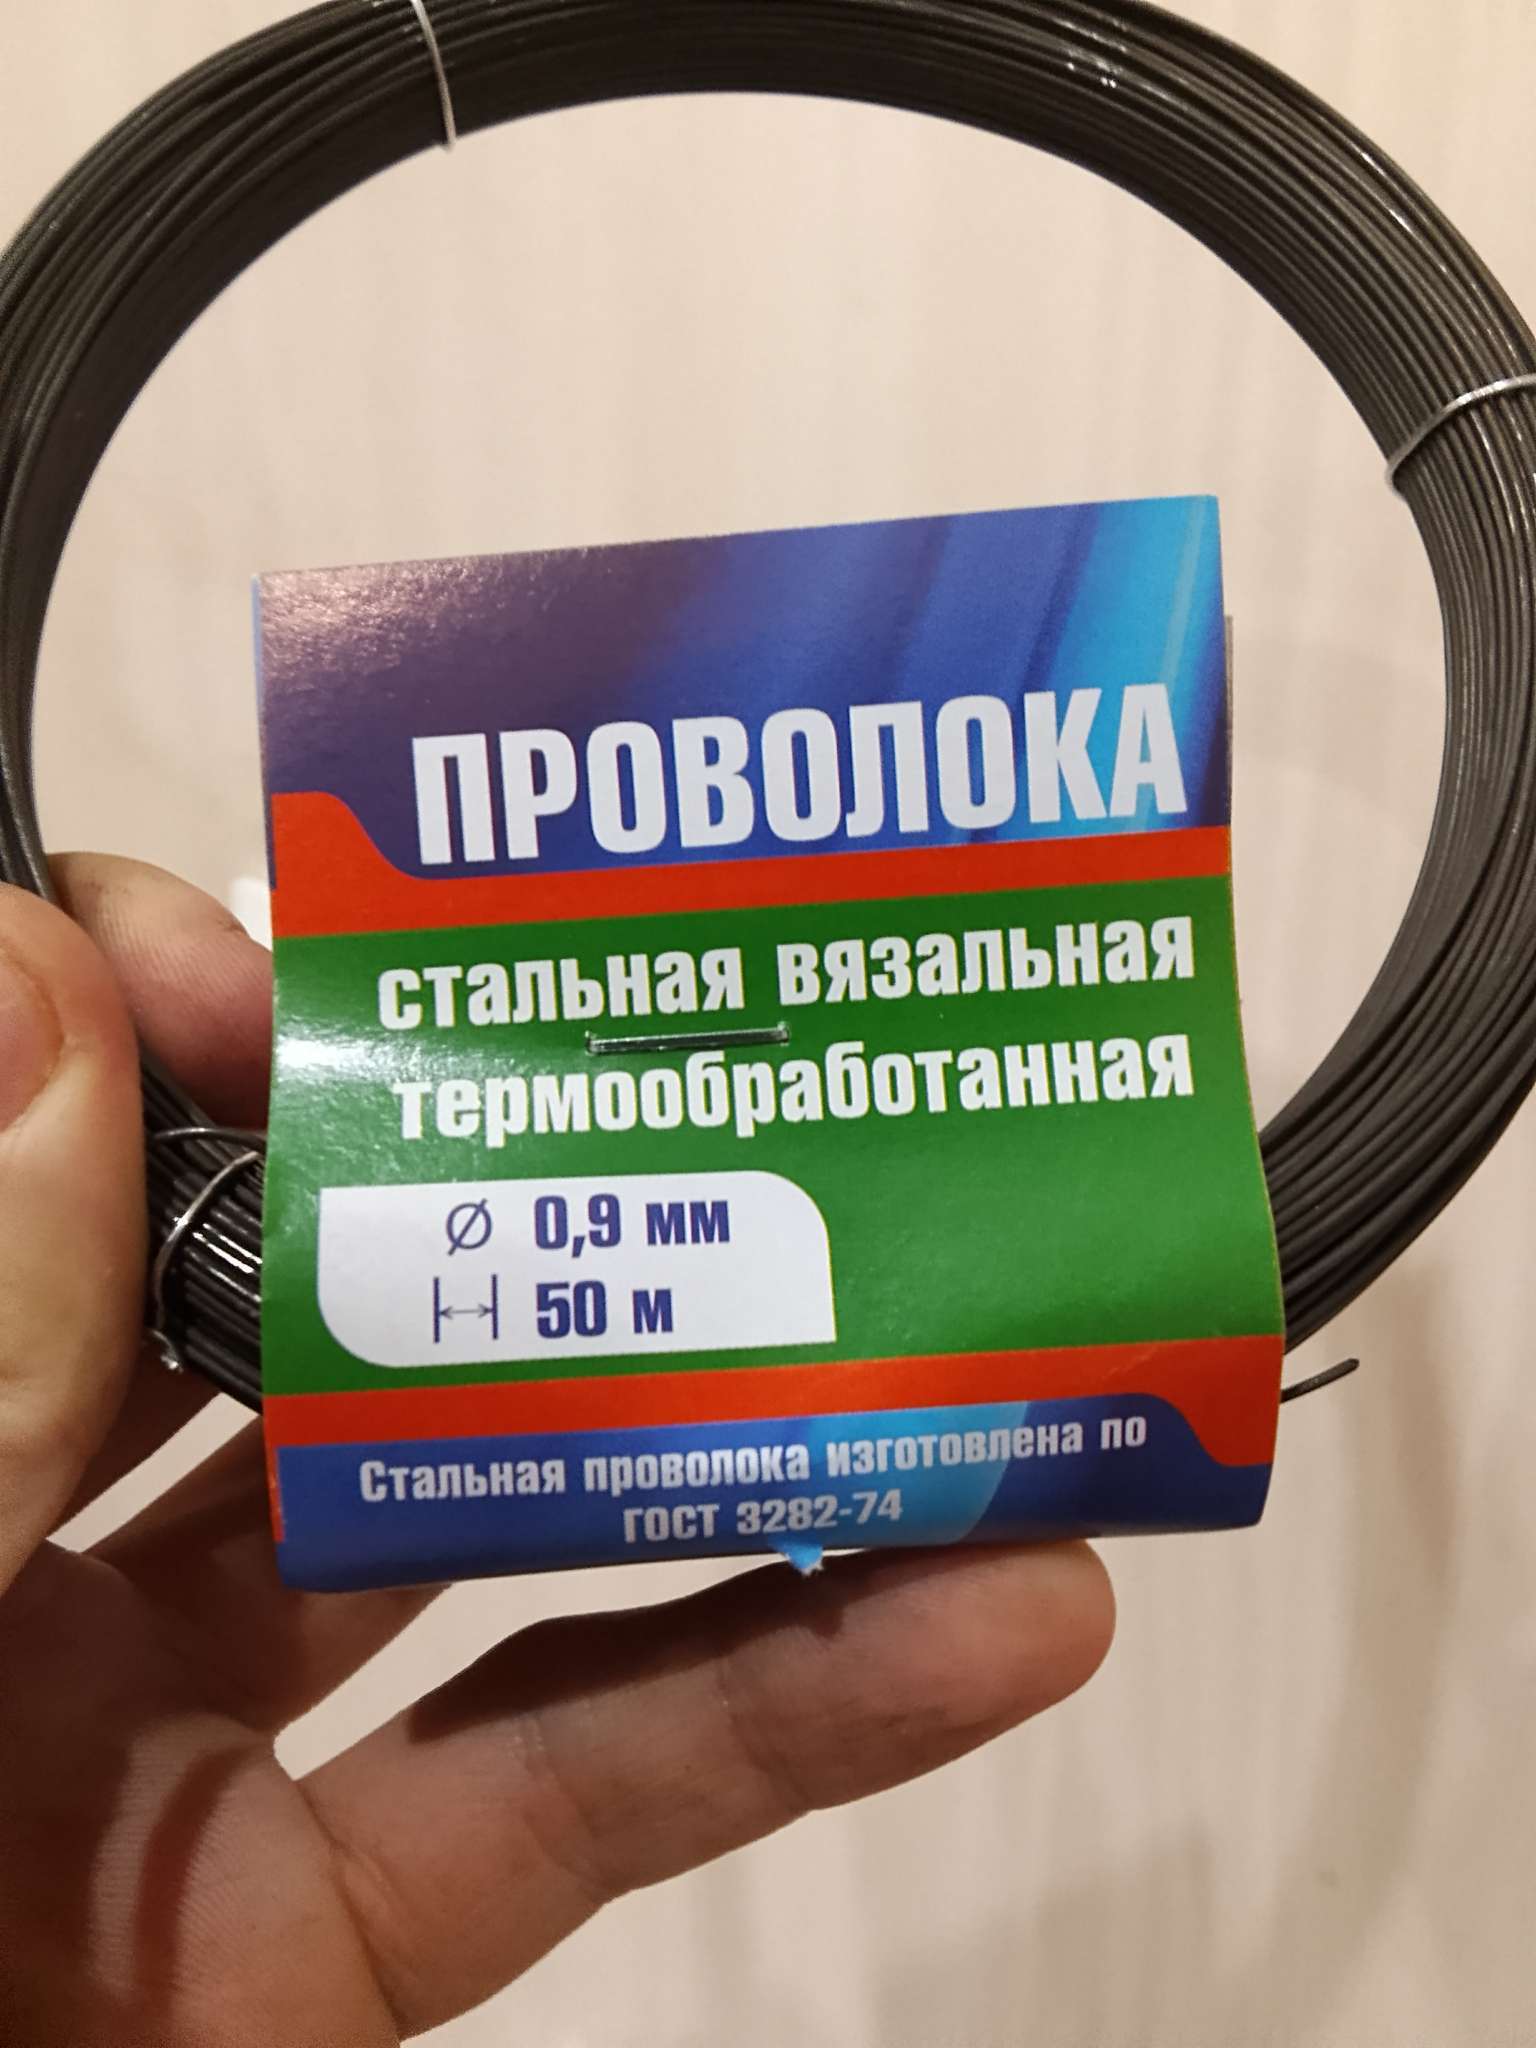 ПРОВОЛОКА
стальная вязальная
термообработанная
Ø 0,9 мм
50 м
Стальная проволока изготовлена по
ГОСТ 3282-74